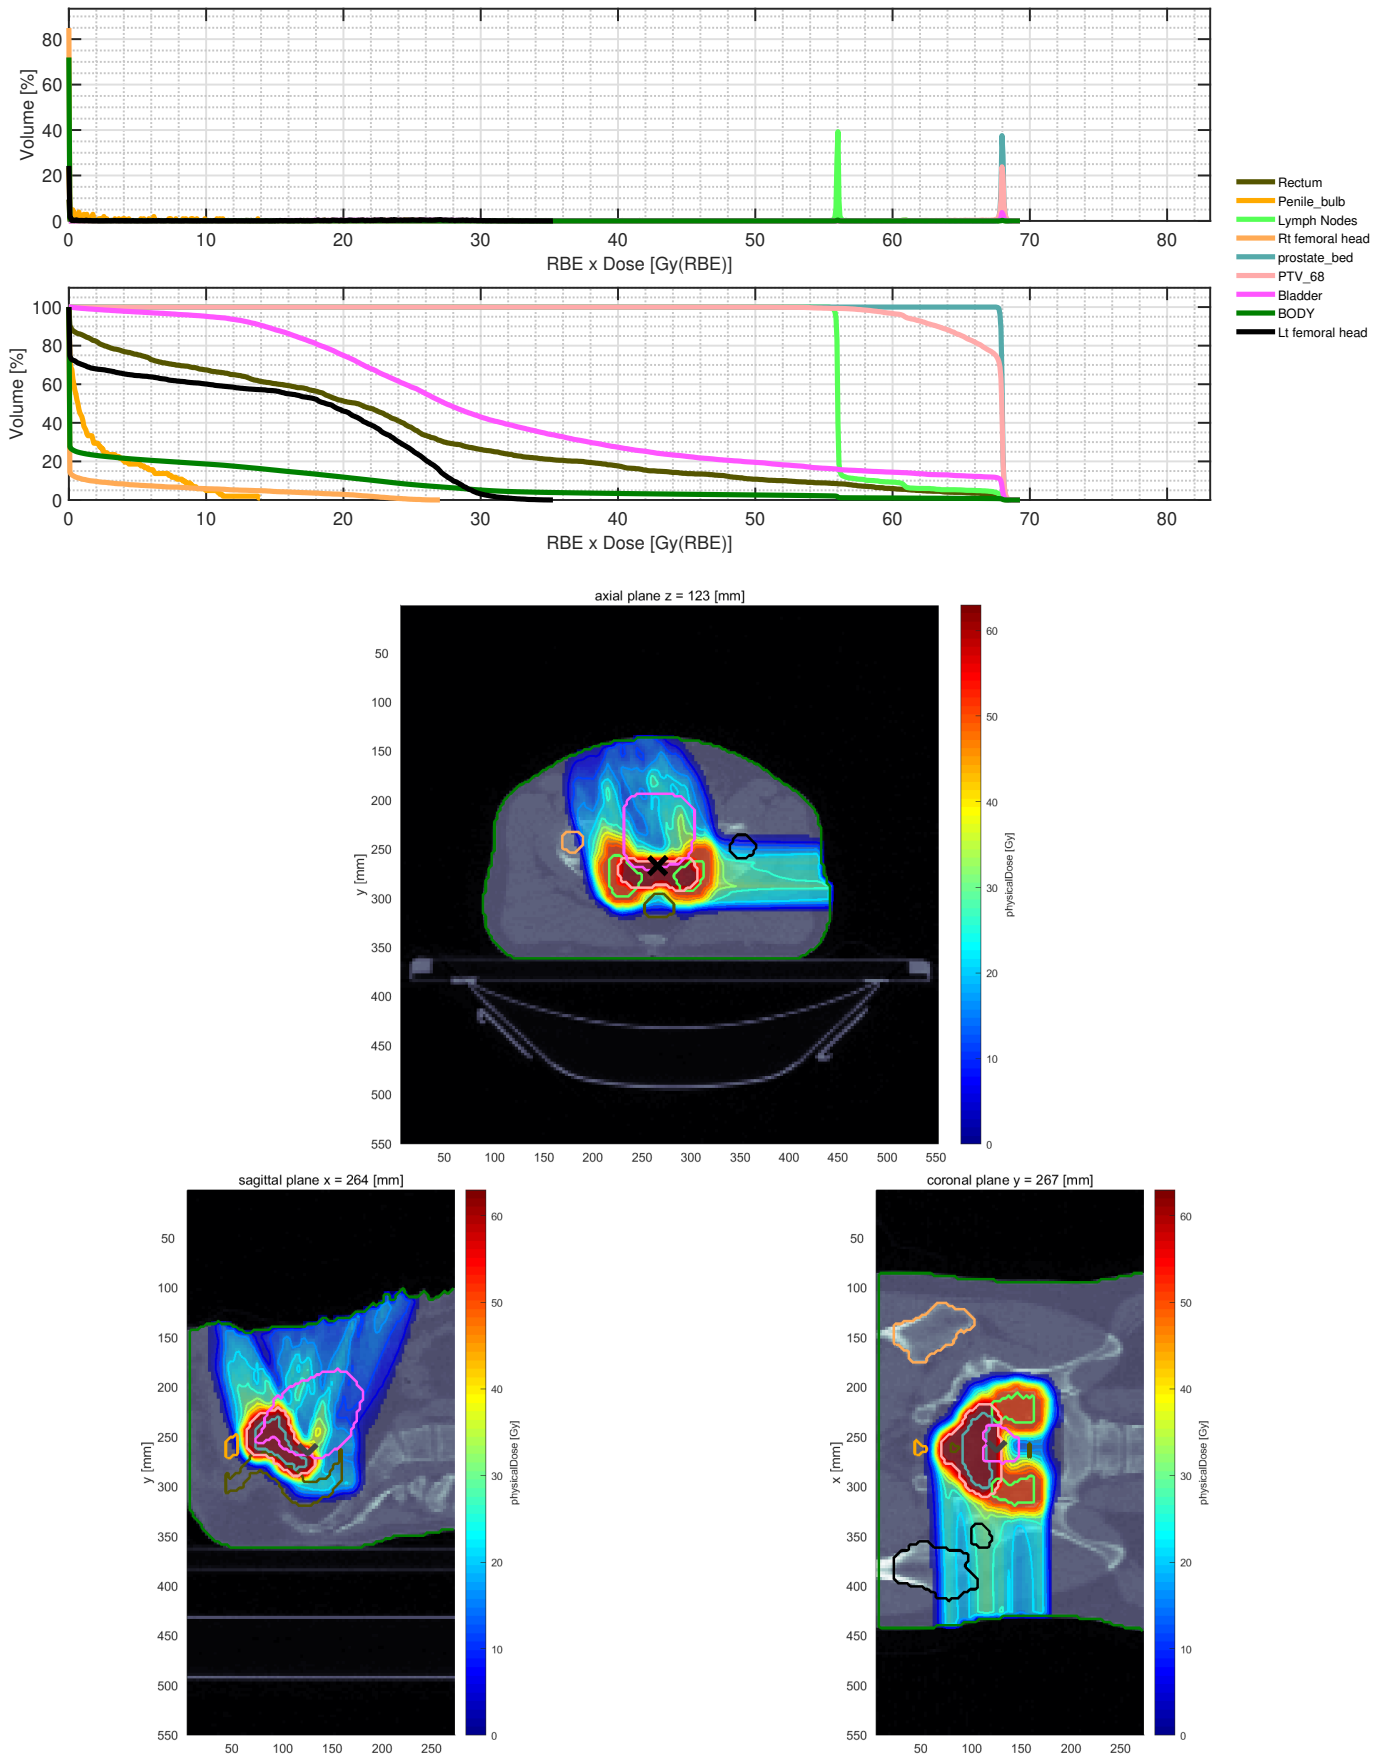 80
60
40
20
0
Volume [%]
0 10 20 30 40 50 60 70 80
RBE x Dose [Gy(RBE)]
Rectum
Penile_bulb
Lymph Nodes
Rt femoral head
prostate_bed
PTV_68
Bladder
BODY
Lt femoral head
100
80
60
40
20
0
Volume [%]
0 10 20 30 40 50 60 70 80
RBE x Dose [Gy(RBE)]
axial plane z = 123 [mm]
50
100
150
200
250
300
350
400
450
500
550
y [mm]
50 100 150 200 250 300 350 400 450 500 550
60
50
40
30
20
10
0
physicalDose [Gy]
sagittal plane x = 264 [mm]
50
100
150
200
250
300
350
400
450
500
550
y [mm]
50 100 150 200 250
60
50
40
30
20
10
0
physicalDose [Gy]
coronal plane y = 267 [mm]
50
100
150
200
250
300
350
400
450
500
550
x [mm]
50 100 150 200 250
60
50
40
30
20
10
0
physicalDose [Gy]